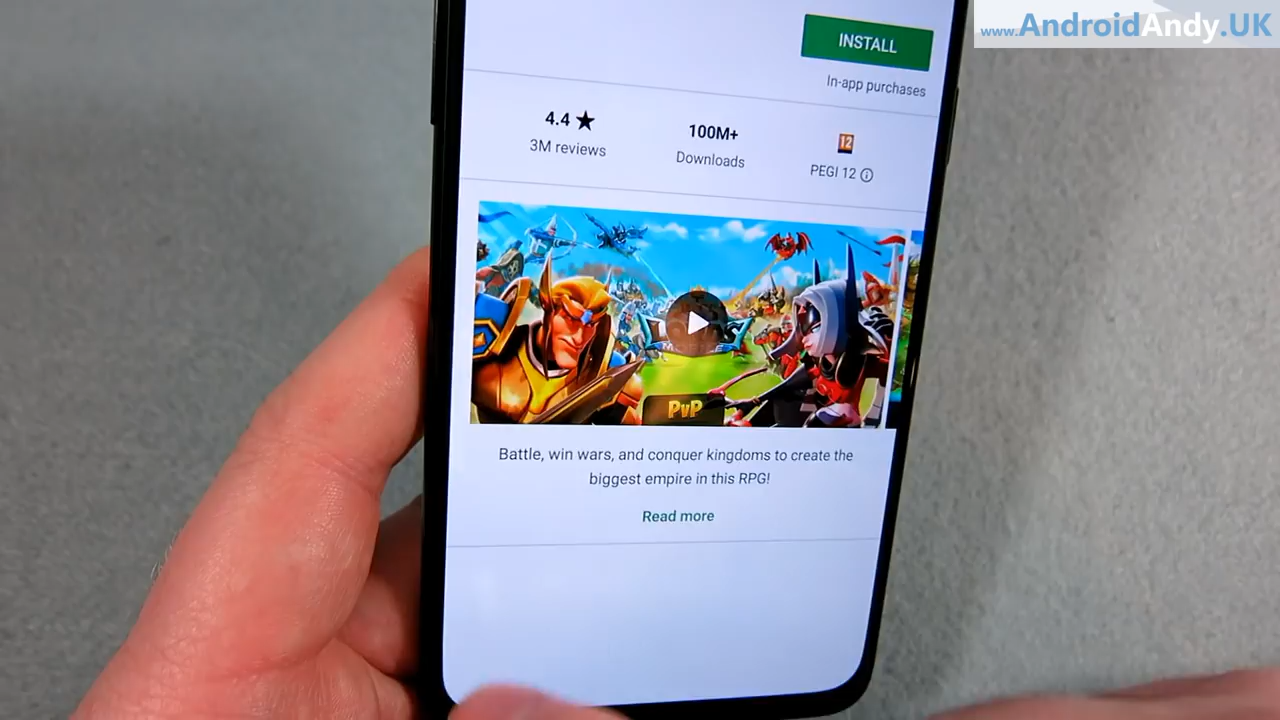 www.AndroidAndy.UK
INSTALL
In-app purchases
4.4 ★
3M reviews
100M+
Downloads
12
PEGI 12
PvP
Battle, win wars, and conquer kingdoms to create the
biggest empire in this RPG!
Read more